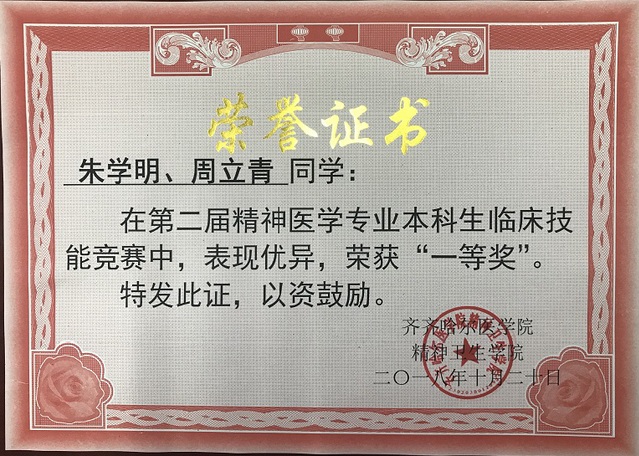 荣誉证书
朱学明、周立青 同学：
在第二届精神医学专业本科生临床技
能竞赛中，表现优异，荣获“一等奖”。
特发此证，以资鼓励。
齐齐哈尔医学院
精神卫生学院
二〇一八年十月二十日